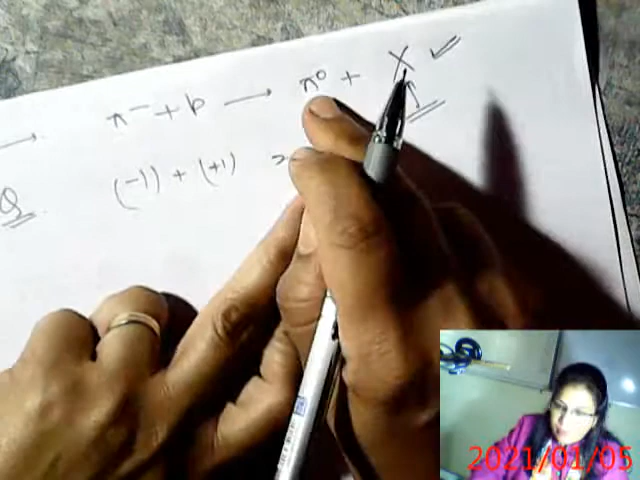 π⁻ + p → π⁰ + X
Q (-1) + (+1)
2021/01/05